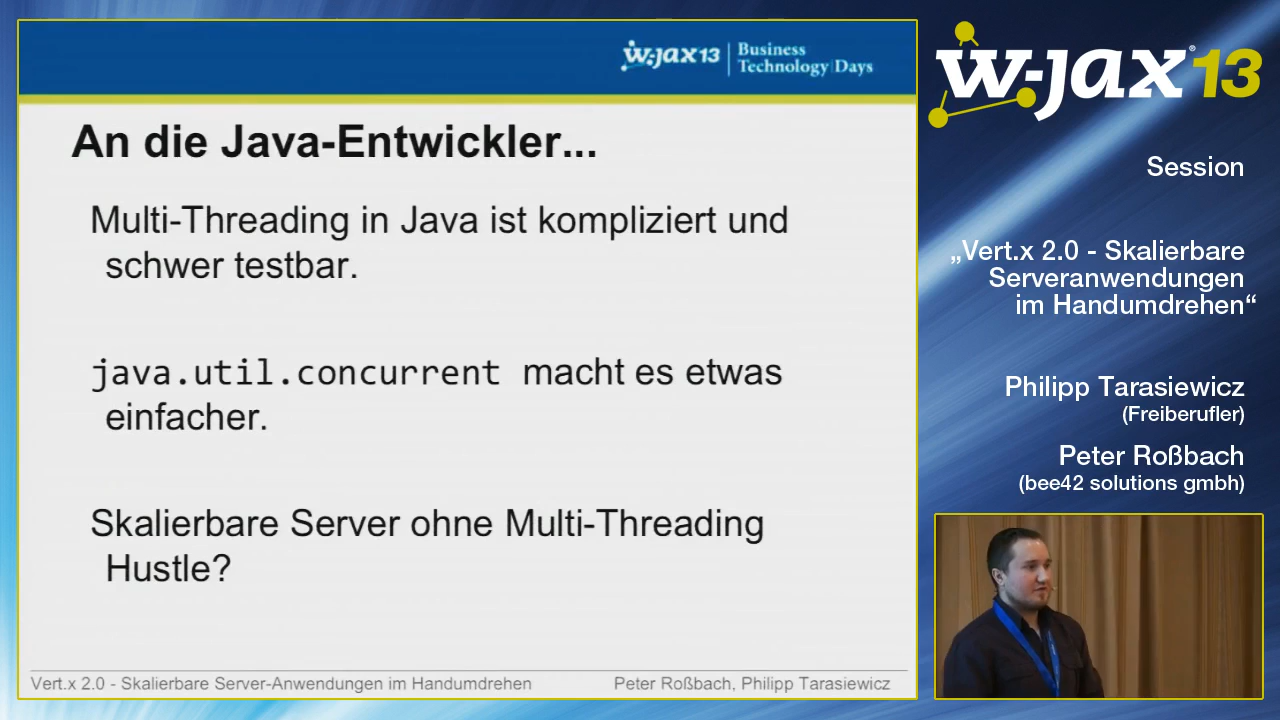 w-jax 13
Business
Technology Days
An die Java-Entwickler...
Multi-Threading in Java ist kompliziert und
schwer testbar.
java.util.concurrent macht es etwas
einfacher.
Skalierbare Server ohne Multi-Threading
Hustle?
Vert.x 2.0 - Skalierbare Server-Anwendungen im Handumdrehen
Peter Roßbach, Philipp Tarasiewicz
w-jax® 13
Session
„Vert.x 2.0 - Skalierbare
Serveranwendungen
im Handumdrehen“
Philipp Tarasiewicz
(Freiberufler)
Peter Roßbach
(bee42 solutions gmbh)